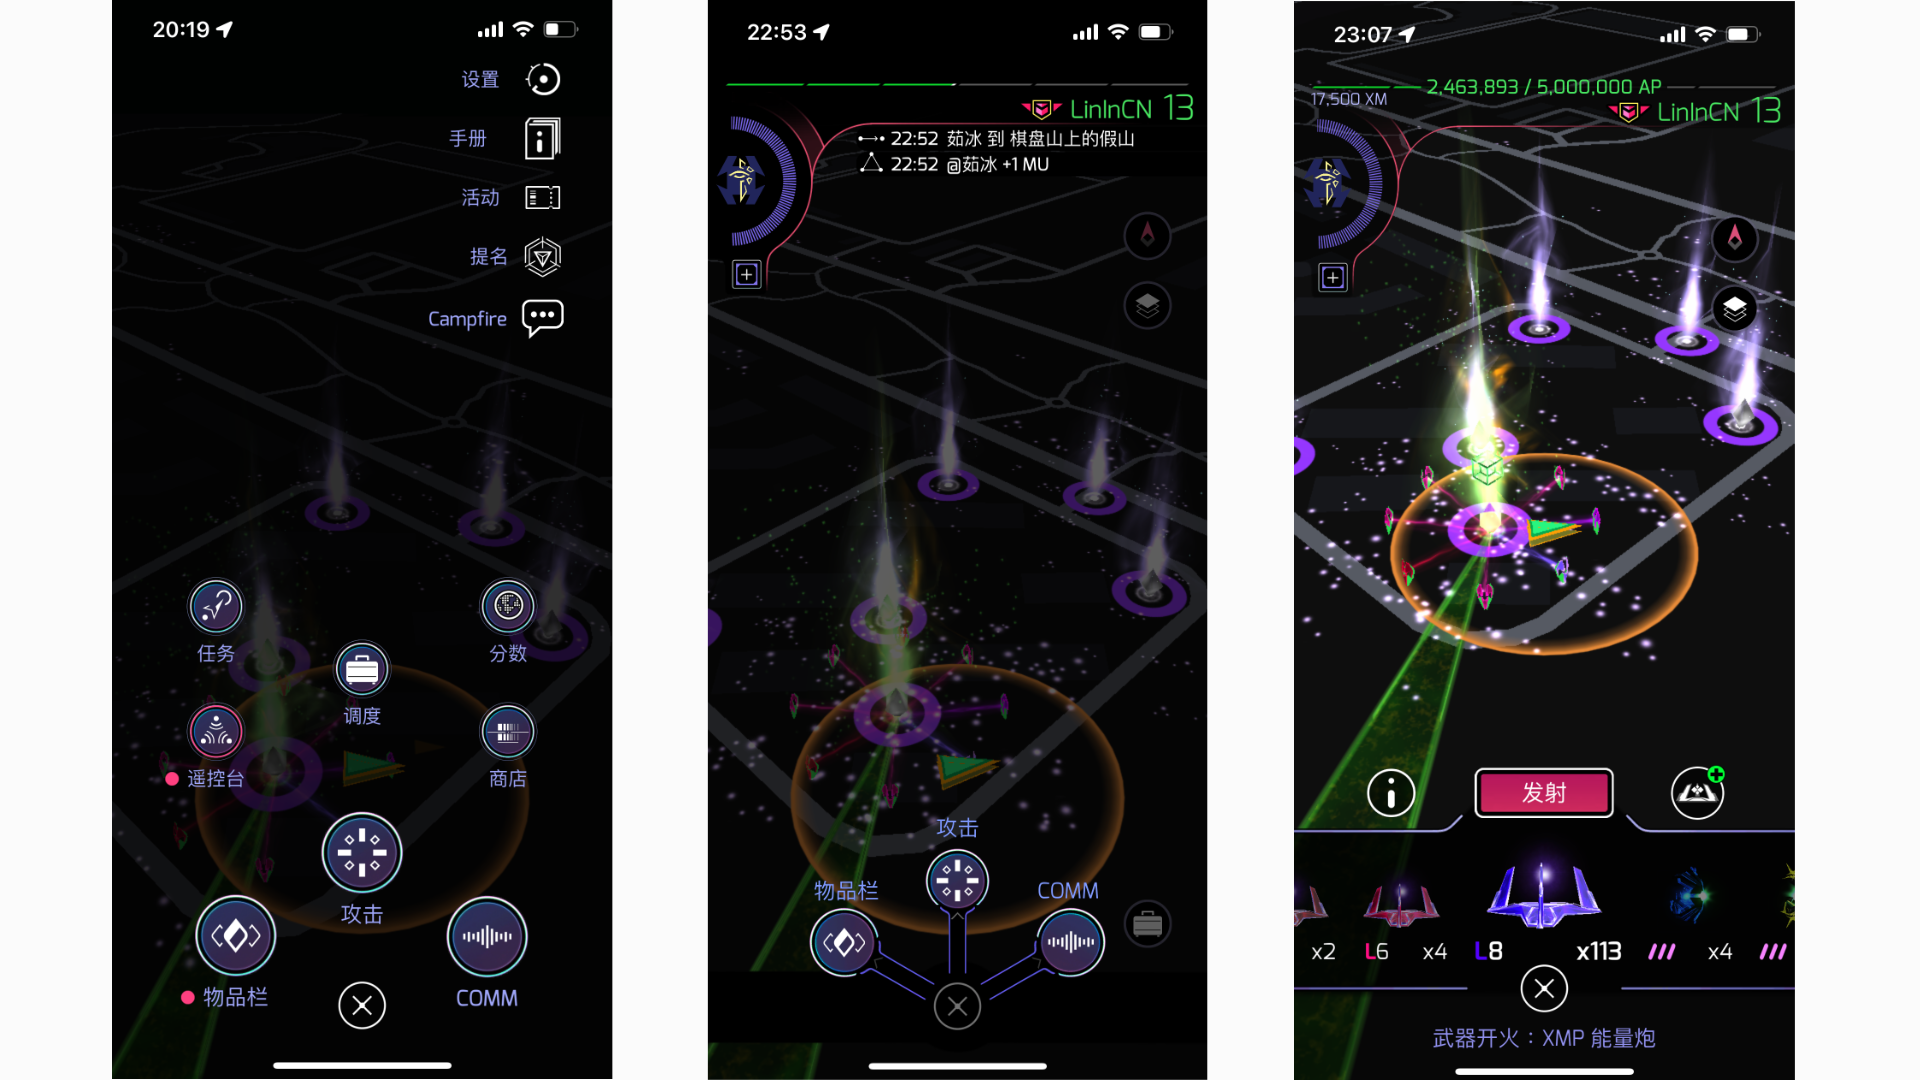 20:19
设置
手册
活动
提名
Campfire
任务
分数
调度
遥控台
商店
攻击
物品栏
COMM
22:53
LinInCN 13
22:52 茹冰 到 棋盘山上的假山
22:52 @茹冰 +1 MU
攻击
物品栏
COMM
23:07
2,463,893 / 5,000,000 AP
17,500 XM
LinInCN 13
发射
x2 L6 x4 L8 x113 x4
武器开火：XMP 能量炮